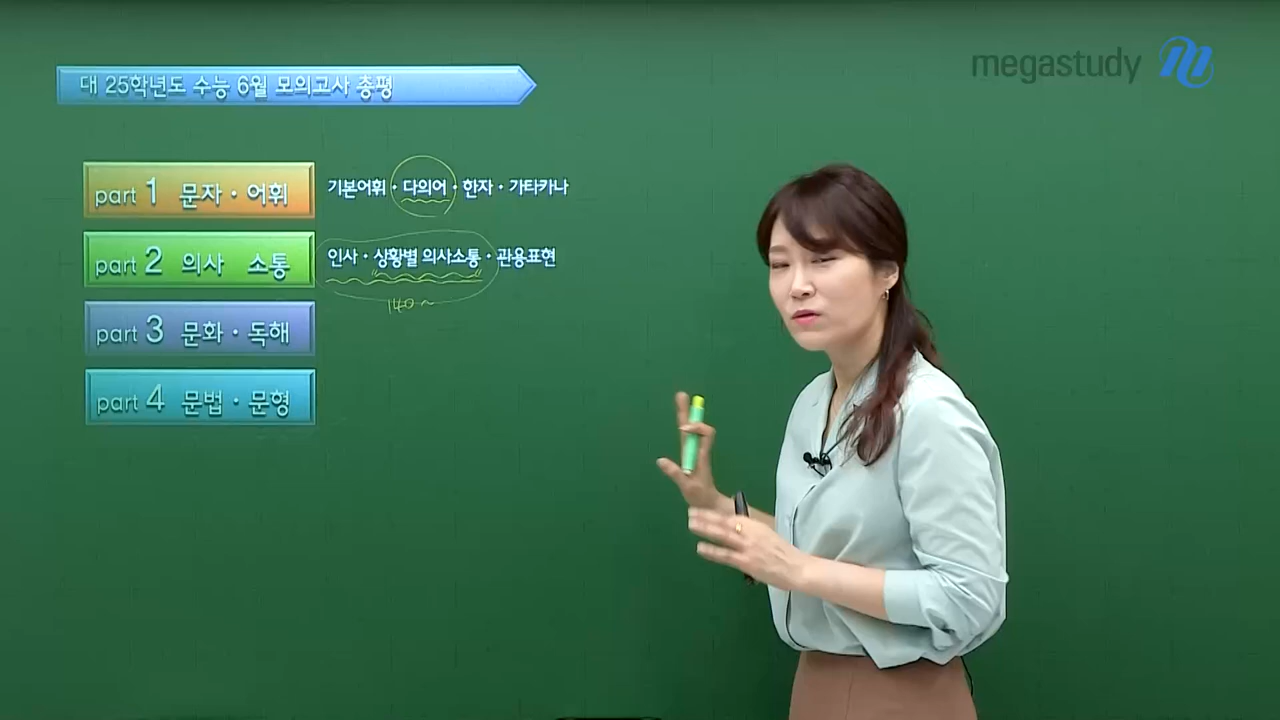 megastudy
대 25학년도 수능 6월 모의고사 총평
part 1 문자·어휘
기본어휘·다의어·한자·가타카나
part 2 의사 소통
인사·상황별 의사소통·관용표현
140~
part 3 문화·독해
part 4 문법·문형